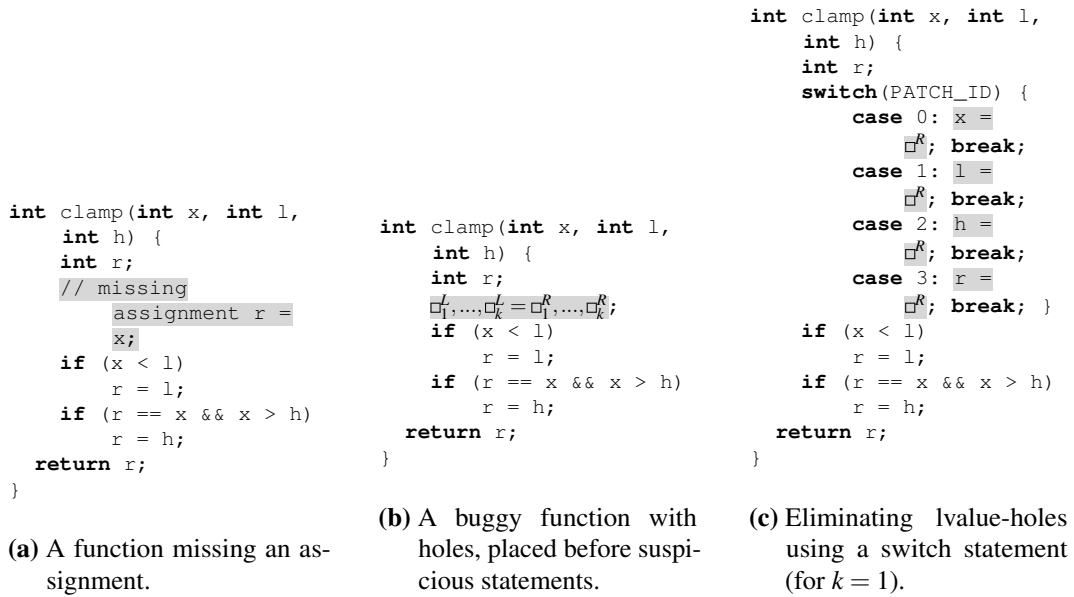 int clamp(int x, int l,
int h) {
int r;
// missing
assignment r =
x;
if (x < l)
r = l;
if (r == x && x > h)
r = h;
return r;
}
(a) A function missing an as-
signment.
int clamp(int x, int l,
int h) {
int r;
□₁ᴸ,...,□ₖᴸ = □₁ᴿ,...,□ₖᴿ;
if (x < l)
r = l;
if (r == x && x > h)
r = h;
return r;
}
(b) A buggy function with
holes, placed before suspi-
cious statements.
int clamp(int x, int l,
int h) {
int r;
switch(PATCH_ID) {
case 0: x =
□ᴿ; break;
case 1: l =
□ᴿ; break;
case 2: h =
□ᴿ; break;
case 3: r =
□ᴿ; break; }
if (x < l)
r = l;
if (r == x && x > h)
r = h;
return r;
}
(c) Eliminating lvalue-holes
using a switch statement
(for k = 1).